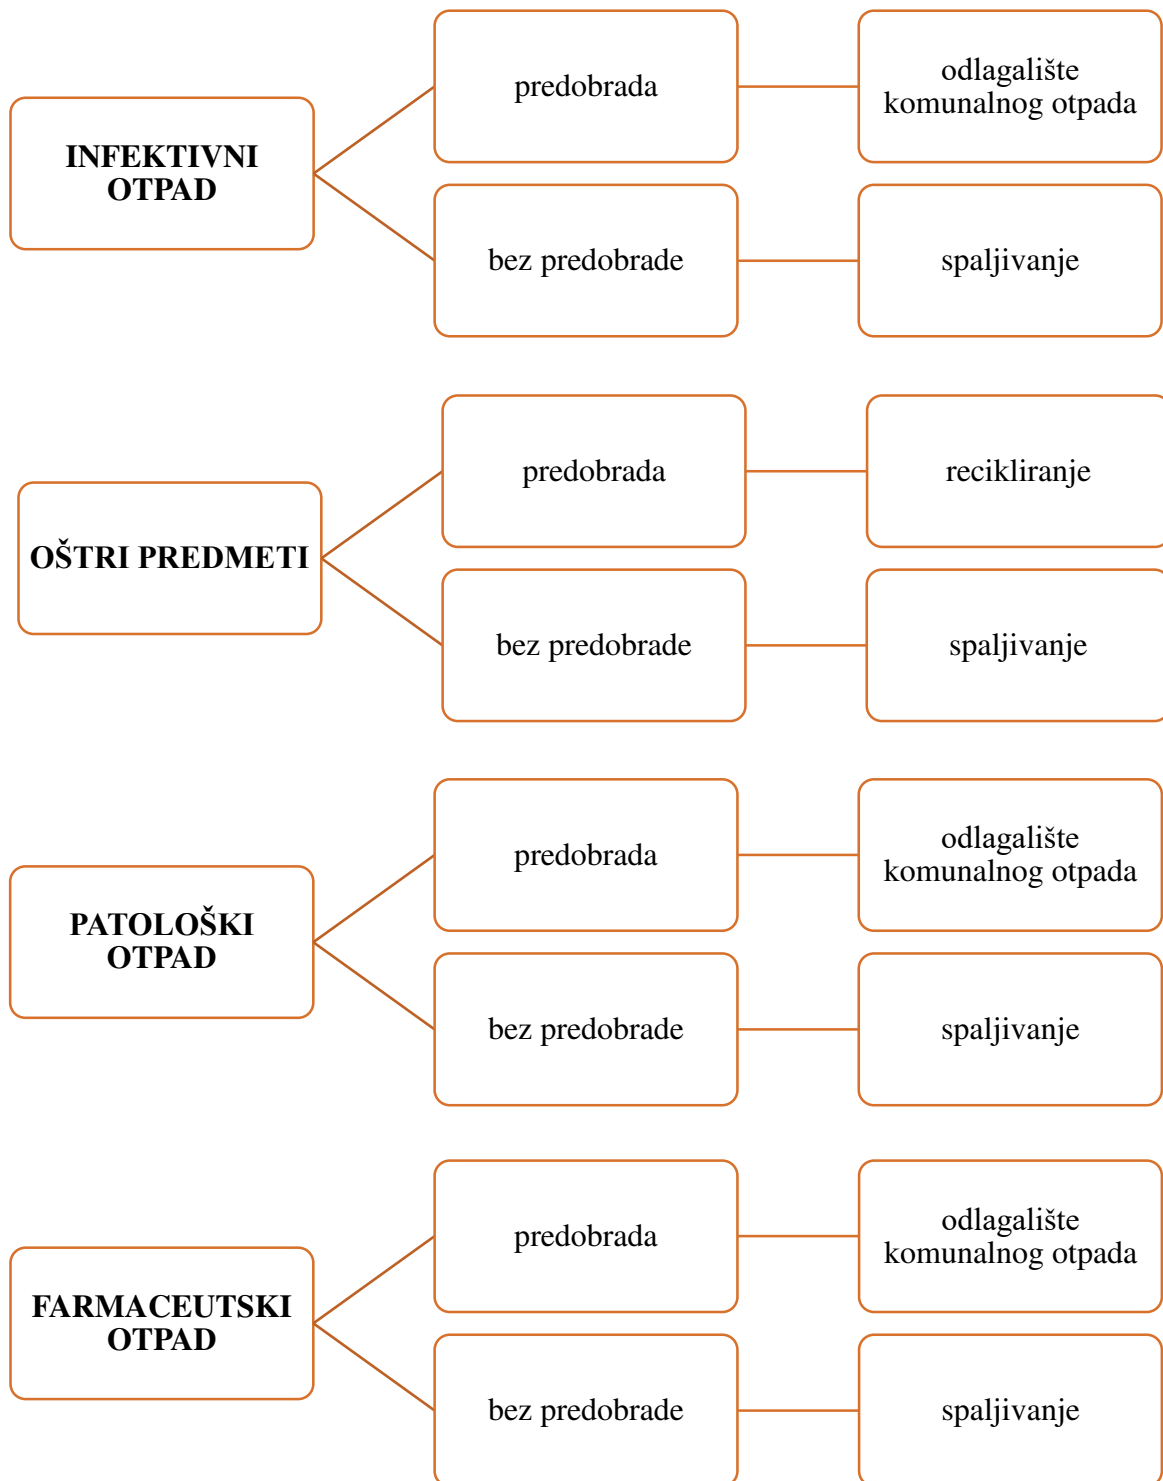 INFEKTIVNI
OTPAD
predobrada
odlagalište
komunalnog otpada
bez predobrade
spaljivanje
OŠTRI PREDMETI
predobrada
recikliranje
bez predobrade
spaljivanje
PATOLOŠKI
OTPAD
predobrada
odlagalište
komunalnog otpada
bez predobrade
spaljivanje
FARMACEUTSKI
OTPAD
predobrada
odlagalište
komunalnog otpada
bez predobrade
spaljivanje